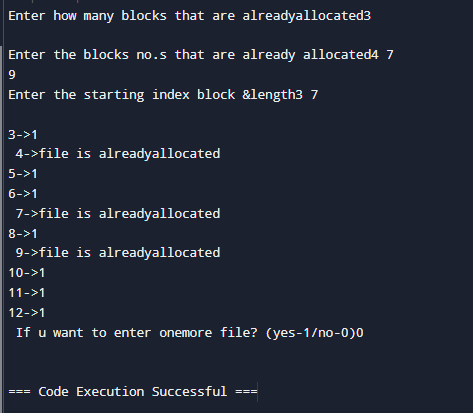 Enter how many blocks that are alreadyallocated3
Enter the blocks no.s that are already allocated4 7
9
Enter the starting index block &length3 7
3->1
4->file is alreadyallocated
5->1
6->1
7->file is alreadyallocated
8->1
9->file is alreadyallocated
10->1
11->1
12->1
If u want to enter onemore file? (yes-1/no-0)0
=== Code Execution Successful ===